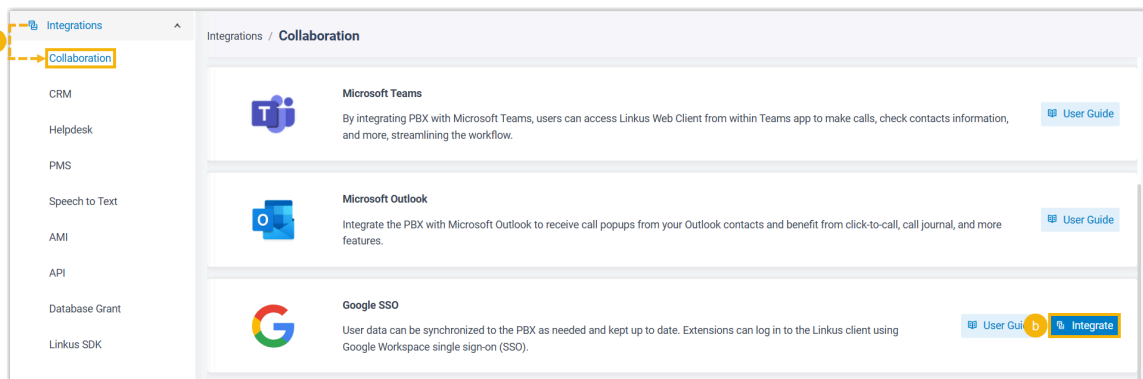 Integrations
Collaboration
CRM
Helpdesk
PMS
Speech to Text
AMI
API
Database Grant
Linkus SDK
Integrations / Collaboration
Microsoft Teams
By integrating PBX with Microsoft Teams, users can access Linkus Web Client from within Teams app to make calls, check contacts information,
and more, streamlining the workflow.
User Guide
Microsoft Outlook
Integrate the PBX with Microsoft Outlook to receive call popups from your Outlook contacts and benefit from click-to-call, call journal, and more
features.
User Guide
Google SSO
User data can be synchronized to the PBX as needed and kept up to date. Extensions can log in to the Linkus client using
Google Workspace single sign-on (SSO).
User Gui
b
Integrate